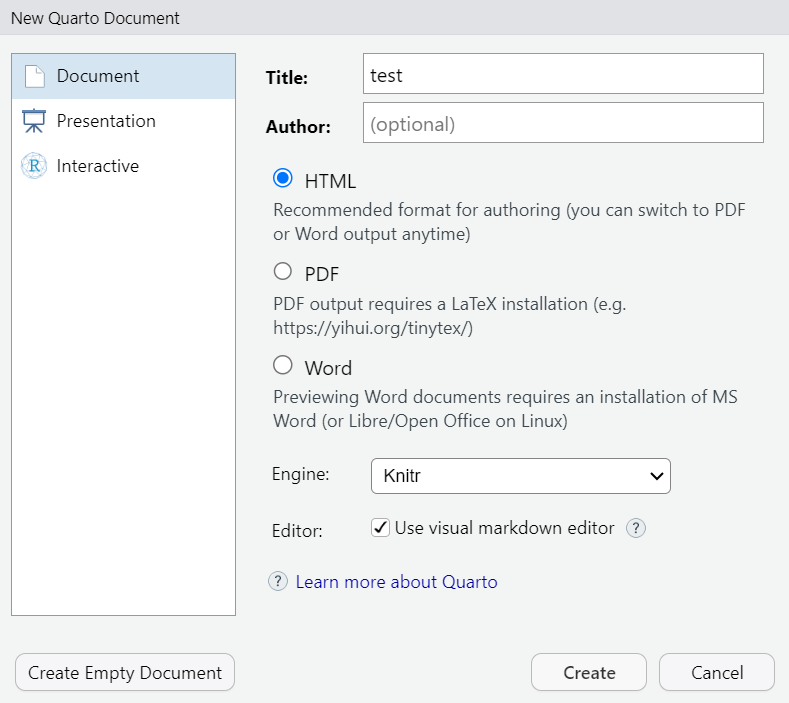 New Quarto Document
Document
Presentation
R
Interactive
Title:
test
Author:
(optional)
HTML
Recommended format for authoring (you can switch to PDF
or Word output anytime)
PDF
PDF output requires a LaTeX installation (e.g.
https://yihui.org/tinytex/)
Word
Previewing Word documents requires an installation of MS
Word (or Libre/Open Office on Linux)
Engine:
Knitr
Editor:
Use visual markdown editor ?
? Learn more about Quarto
Create Empty Document
Create
Cancel